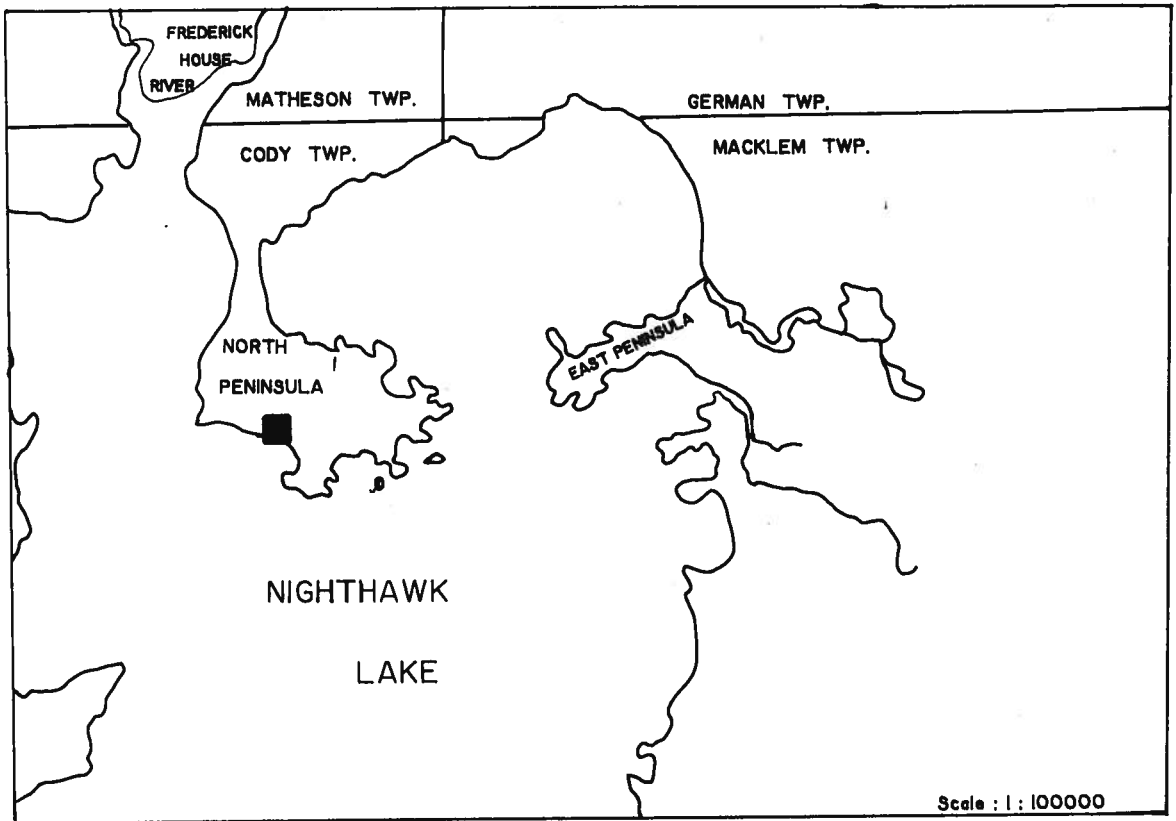 FREDERICK
HOUSE
RIVER
MATHESON TWP.
GERMAN TWP.
CODY TWP.
MACKLEM TWP.
NORTH
PENINSULA
EAST PENINSULA
NIGHTHAWK
LAKE
Scale : 1 : 100000